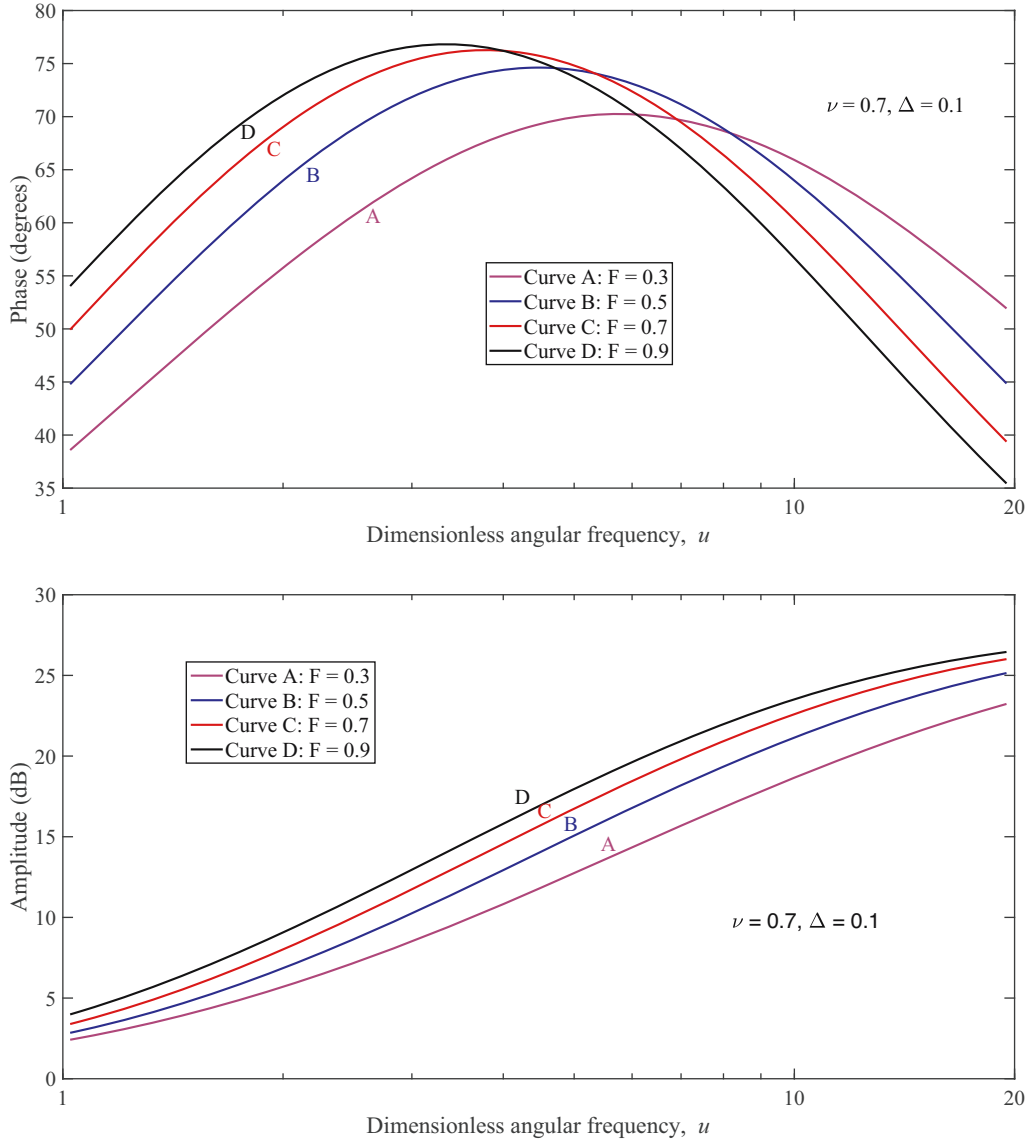 80
75
70
65
60
55
50
45
40
35
Phase (degrees)
ν = 0.7, Δ = 0.1
D
C
B
A
Curve A: F = 0.3
Curve B: F = 0.5
Curve C: F = 0.7
Curve D: F = 0.9
1
2
10
20
Dimensionless angular frequency, u
30
25
20
15
10
5
0
Amplitude (dB)
Curve A: F = 0.3
Curve B: F = 0.5
Curve C: F = 0.7
Curve D: F = 0.9
D
C
B
A
ν = 0.7, Δ = 0.1
1
2
10
20
Dimensionless angular frequency, u